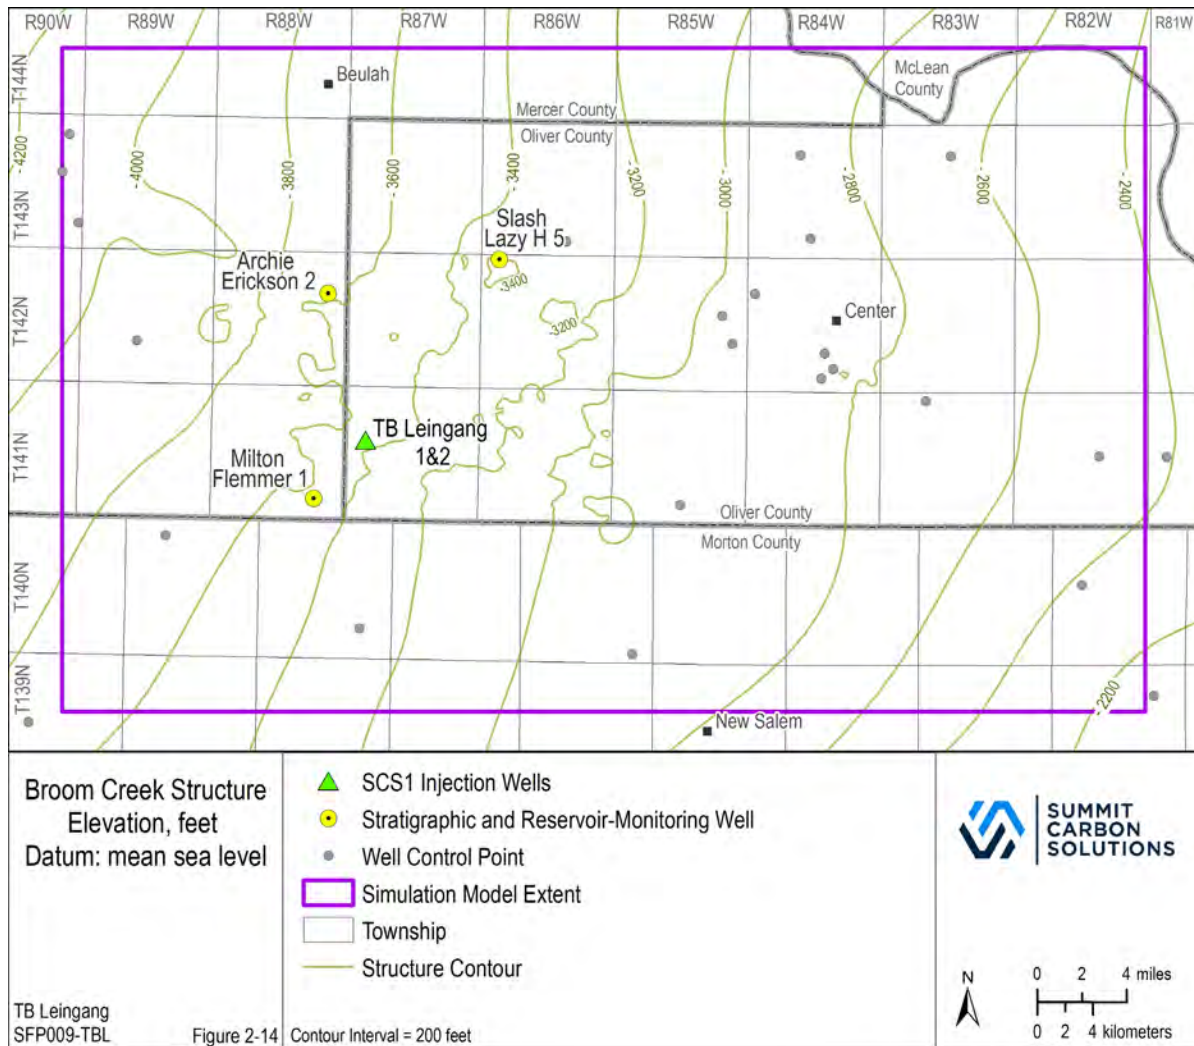 R90W R89W R88W R87W R86W R85W R84W R83W R82W R81W
T144N
T143N
T142N
T141N
T140N
T139N
Beulah
McLean
County
Mercer County
Oliver County
- 4200
- 4000
- 3800
- 3600
- 3400
- 3200
- 3000
- 2800
- 2600
- 2400
Slash
Lazy H 5
Archie
Erickson 2
-3400
-3200
Center
TB Leingang
1&2
Milton
Flemmer 1
Oliver County
Morton County
- 2200
New Salem
Broom Creek Structure
Elevation, feet
Datum: mean sea level
TB Leingang
SFP009-TBL
Figure 2-14
SCS1 Injection Wells
Stratigraphic and Reservoir-Monitoring Well
Well Control Point
Simulation Model Extent
Township
Structure Contour
Contour Interval = 200 feet
SUMMIT
CARBON
SOLUTIONS
N
0 2 4 miles
0 2 4 kilometers